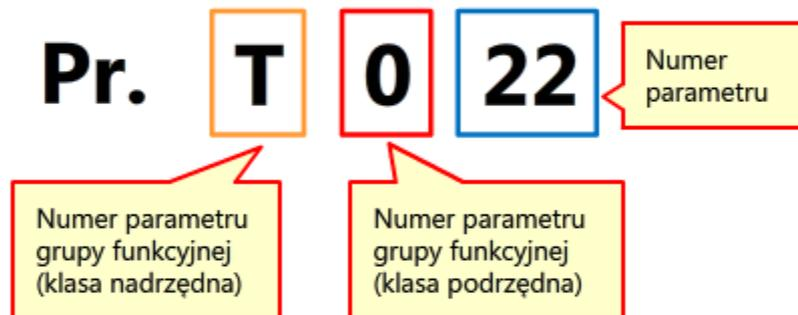 Pr. T 0 22
Numer
parametru
Numer parametru
grupy funkcyjnej
(klasa nadrzędna)
Numer parametru
grupy funkcyjnej
(klasa podrzędna)